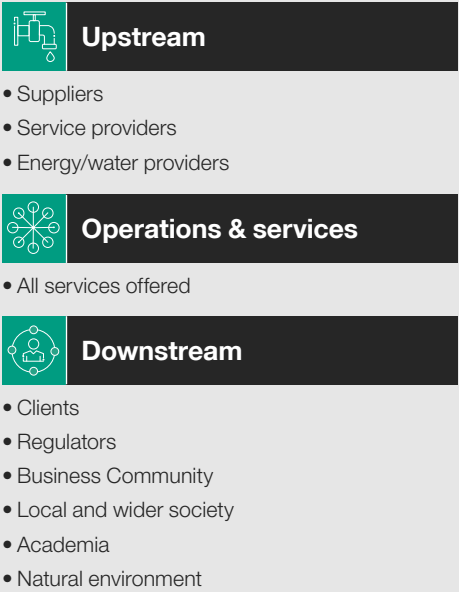 Upstream
• Suppliers
• Service providers
• Energy/water providers
Operations & services
• All services offered
Downstream
• Clients
• Regulators
• Business Community
• Local and wider society
• Academia
• Natural environment